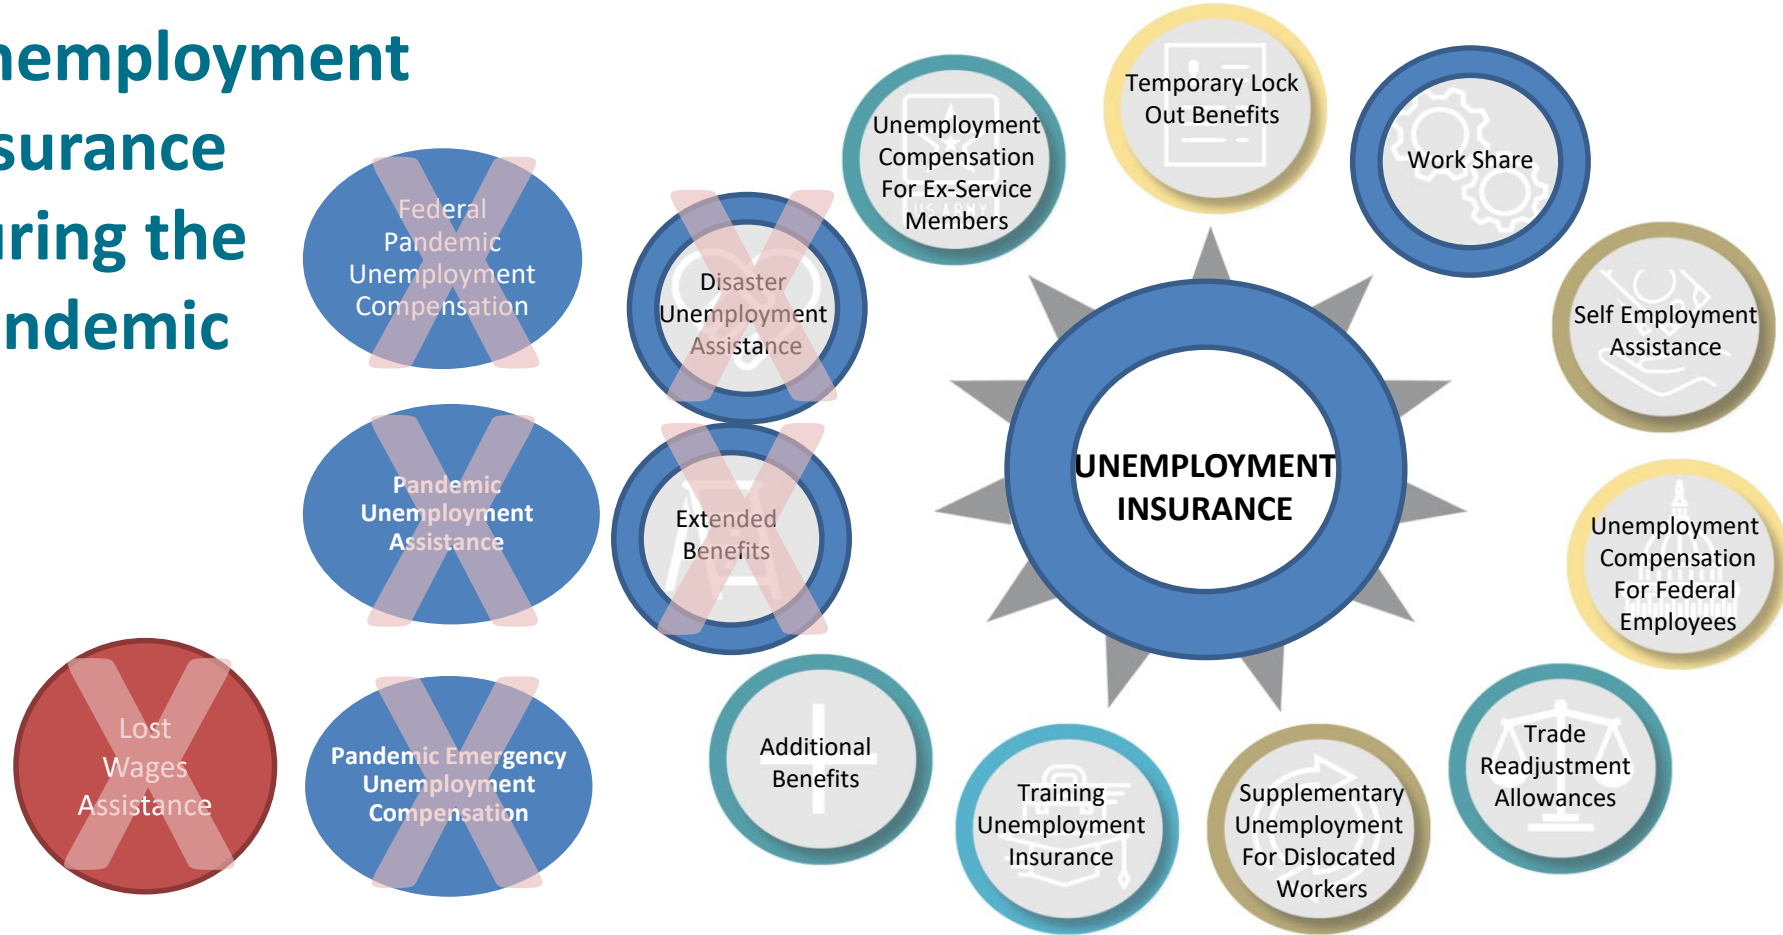 nemployment
surance
uring the
ndemic
Federal
Pandemic
Unemployment
Compensation
Pandemic
Unemployment
Assistance
Pandemic Emergency
Unemployment
Compensation
Lost
Wages
Assistance
Disaster
Unemployment
Assistance
Extended
Benefits
Unemployment
Compensation
For Ex-Service
Members
US ARMY
Temporary Lock
Out Benefits
Work Share
Self Employment
Assistance
Unemployment
Compensation
For Federal
Employees
Trade
Readjustment
Allowances
Supplementary
Unemployment
For Dislocated
Workers
Training
Unemployment
Insurance
Additional
Benefits
UNEMPLOYMENT
INSURANCE